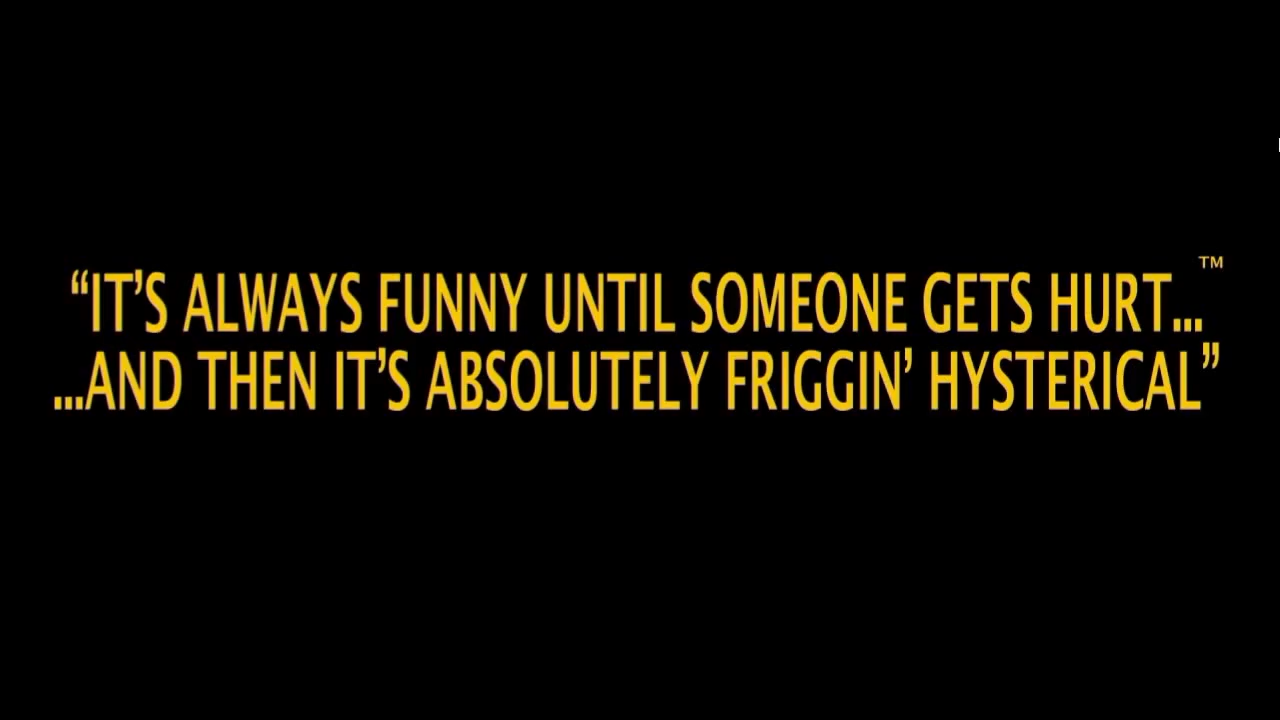 “IT’S ALWAYS FUNNY UNTIL SOMEONE GETS HURT...™
...AND THEN IT’S ABSOLUTELY FRIGGIN’ HYSTERICAL”